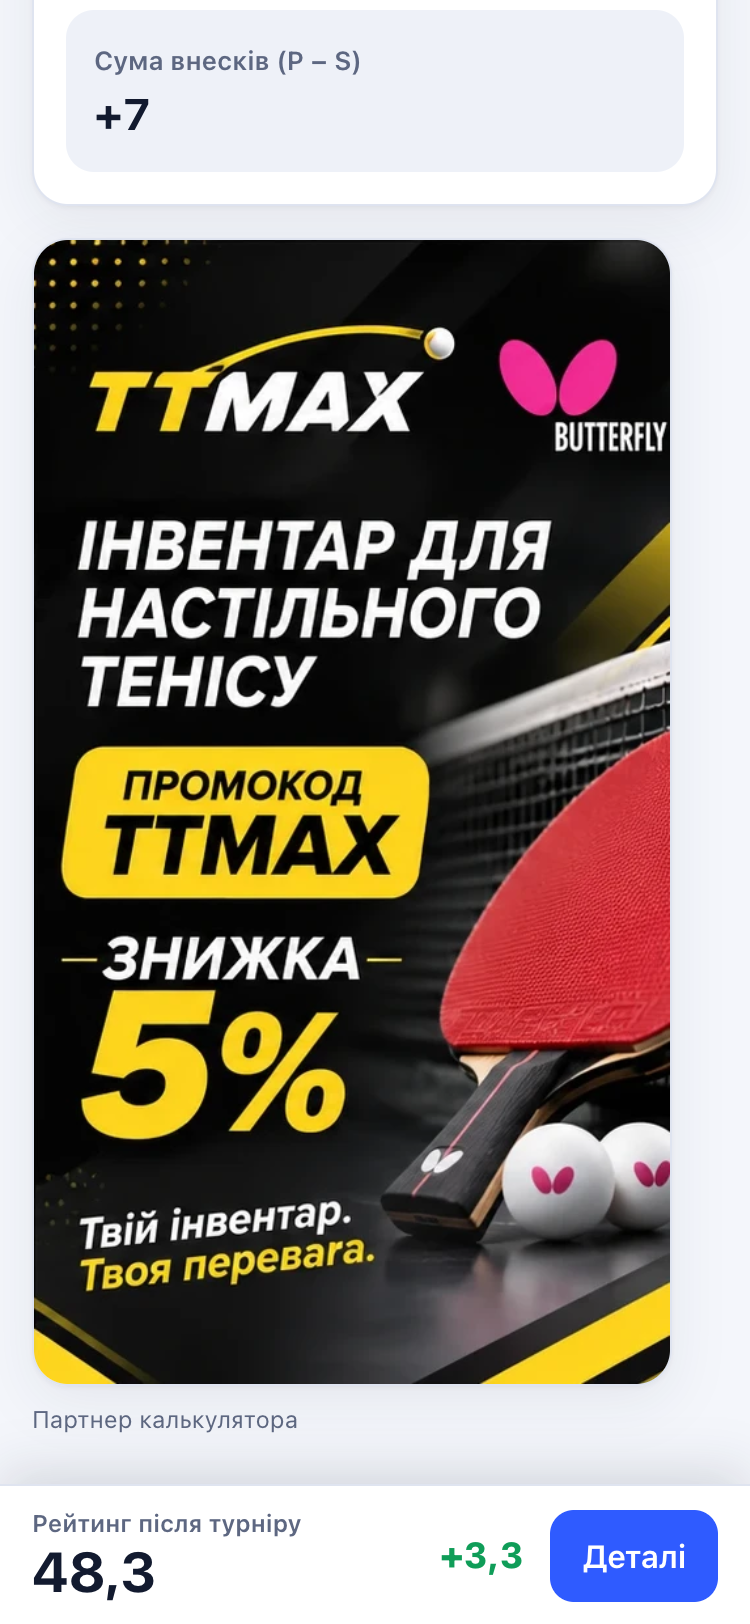 Сума внесків (P – S)
+7
TTMAX
BUTTERFLY
ІНВЕНТАР ДЛЯ
НАСТІЛЬНОГО
ТЕНІСУ
ПРОМОКОД
TTMAX
ЗНИЖКА
5%
Твій інвентар.
Твоя перевага.
Партнер калькулятора
Рейтинг після турніру
48,3
+3,3
Деталі